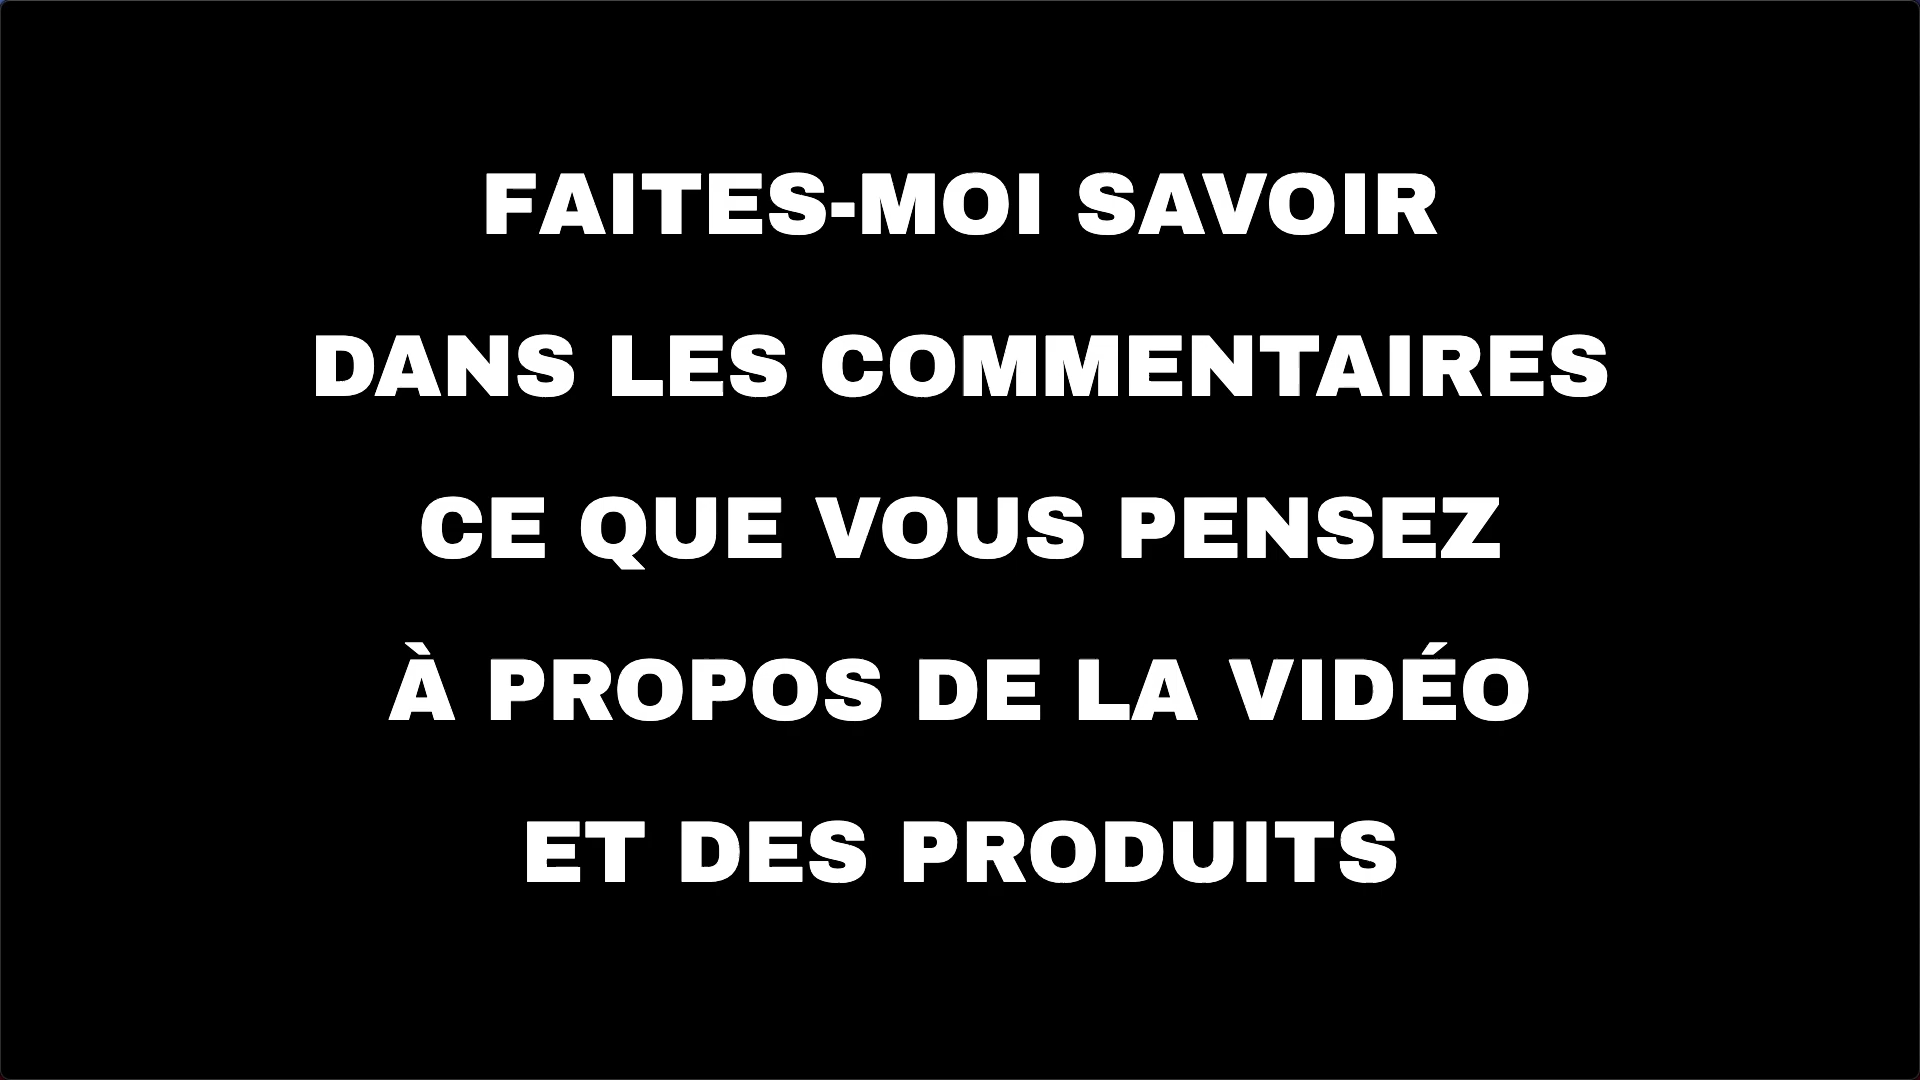 FAITES-MOI SAVOIR
DANS LES COMMENTAIRES
CE QUE VOUS PENSEZ
À PROPOS DE LA VIDÉO
ET DES PRODUITS